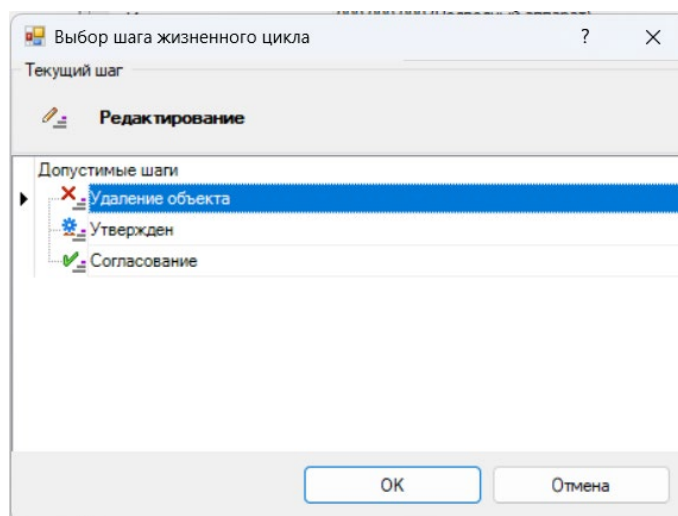 Выбор шага жизненного цикла
?
Текущий шаг
Редактирование
Допустимые шаги
Удаление объекта
Утвержден
Согласование
OK
Отмена